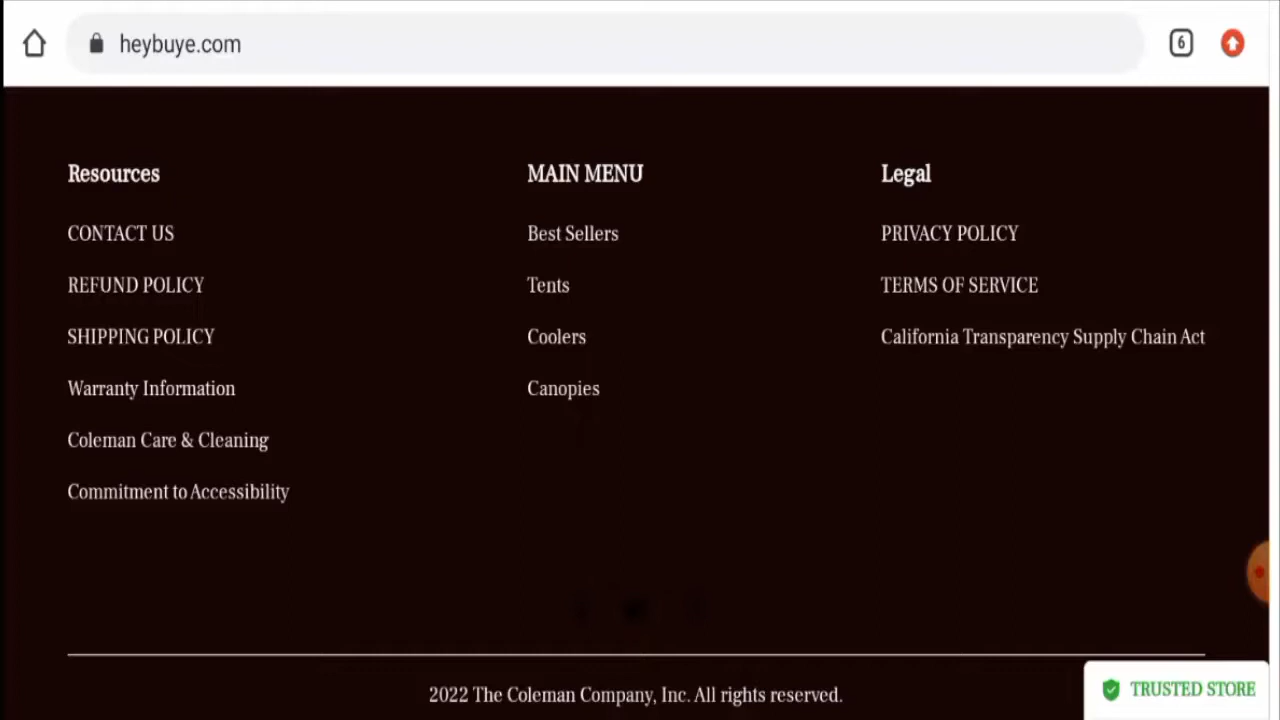 heybuye.com
6
Resources
CONTACT US
REFUND POLICY
SHIPPING POLICY
Warranty Information
Coleman Care & Cleaning
Commitment to Accessibility
MAIN MENU
Best Sellers
Tents
Coolers
Canopies
Legal
PRIVACY POLICY
TERMS OF SERVICE
California Transparency Supply Chain Act
2022 The Coleman Company, Inc. All rights reserved.
TRUSTED STORE